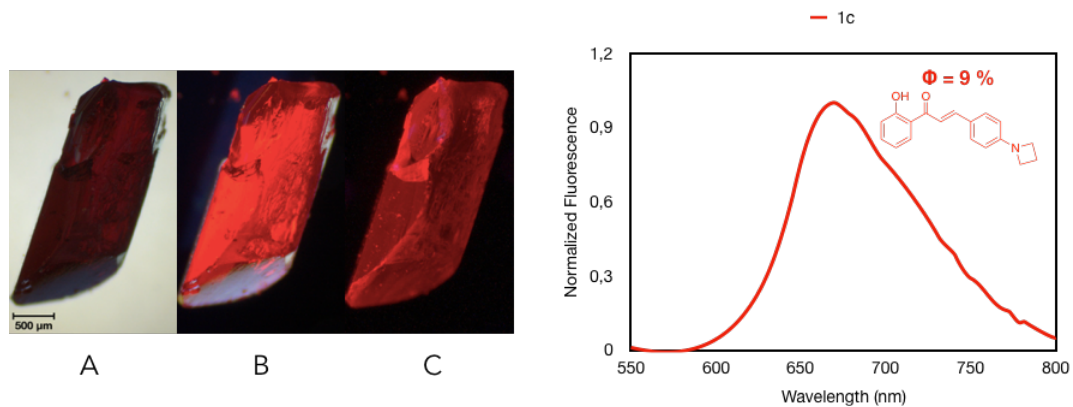 500 µm
A
B
C
1c
1,2
0,9
0,6
0,3
0
Normalized Fluorescence
Φ = 9 %
OH
O
N
550
600
650
700
750
800
Wavelength (nm)